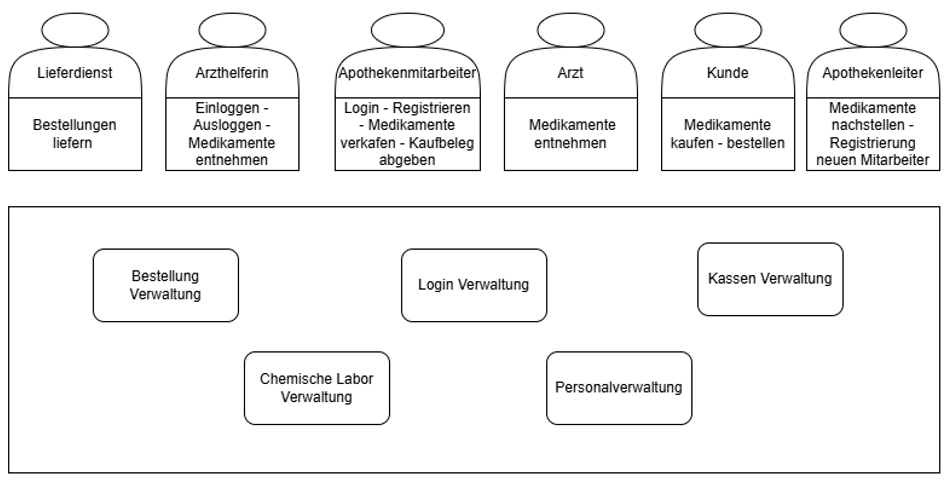 Lieferdienst
Bestellungen
liefern
Arzthelferin
Einloggen -
Ausloggen -
Medikamente
entnehmen
Apothekenmitarbeiter
Login - Registrieren
- Medikamente
verkafen - Kaufbeleg
abgeben
Arzt
Medikamente
entnehmen
Kunde
Medikamente
kaufen - bestellen
Apothekenleiter
Medikamente
nachstellen -
Registrierung
neuen Mitarbeiter
Bestellung
Verwaltung
Login Verwaltung
Kassen Verwaltung
Chemische Labor
Verwaltung
Personalverwaltung